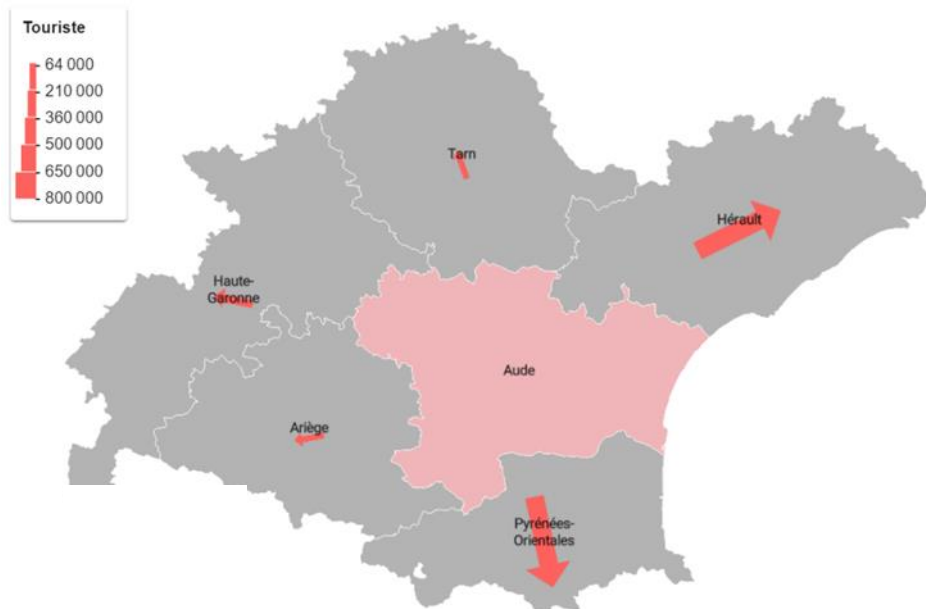 Touriste
64 000
210 000
360 000
500 000
650 000
800 000
Tarn
Hérault
Haute-
Garonne
Aude
Ariège
Pyrénées-
Orientales